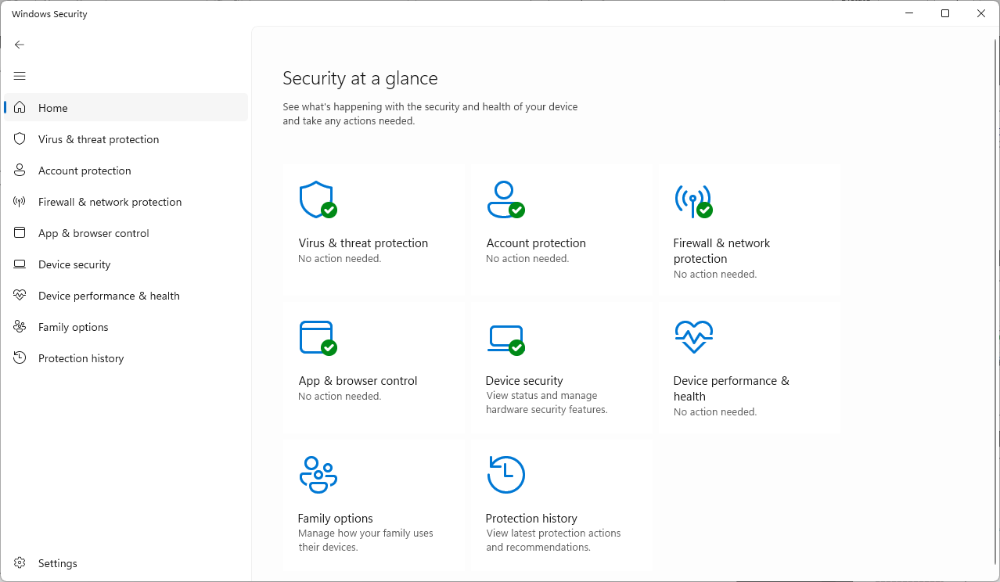 Windows Security
Home
Virus & threat protection
Account protection
Firewall & network protection
App & browser control
Device security
Device performance & health
Family options
Protection history
Settings
Security at a glance
See what's happening with the security and health of your device
and take any actions needed.
Virus & threat protection
No action needed.
Account protection
No action needed.
Firewall & network
protection
No action needed.
App & browser control
No action needed.
Device security
View status and manage
hardware security features.
Device performance &
health
No action needed.
Family options
Manage how your family uses
their devices.
Protection history
View latest protection actions
and recommendations.